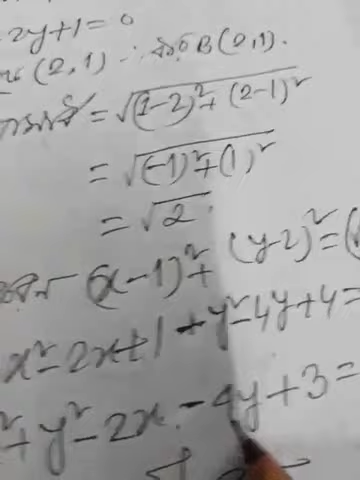 2y+1=0
(2,1) ∴ B(0,1).
= √(1-2)²+(2-1)²
= √(-1)²+(1)²
= √2.
(x-1)²+(y-2)²=(
x²-2x+1+y²-4y+4=
²+y²-2x-4y+3=